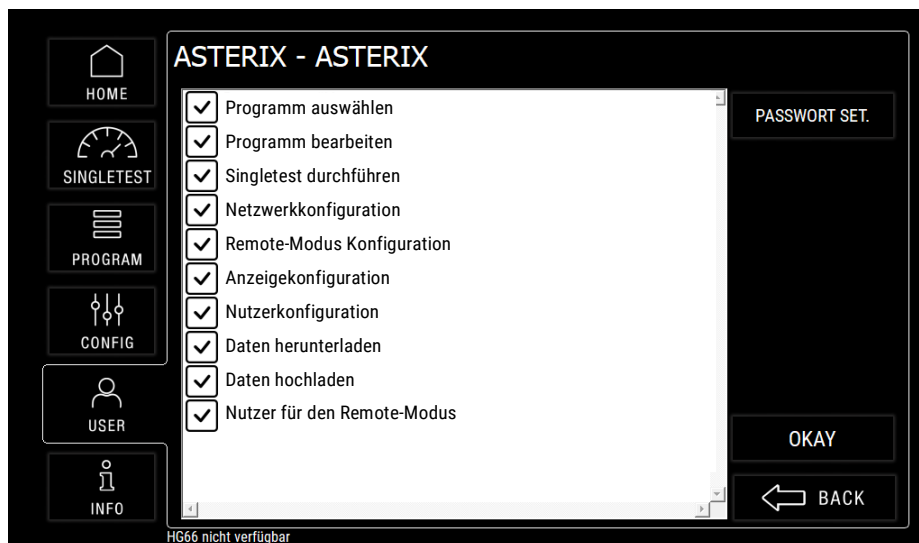 HOME
SINGLETEST
PROGRAM
CONFIG
USER
INFO
ASTERIX - ASTERIX
Programm auswählen
Programm bearbeiten
Singletest durchführen
Netzwerkkonfiguration
Remote-Modus Konfiguration
Anzeigekonfiguration
Nutzerkonfiguration
Daten herunterladen
Daten hochladen
Nutzer für den Remote-Modus
PASSWORT SET.
OKAY
BACK
HG66 nicht verfügbar